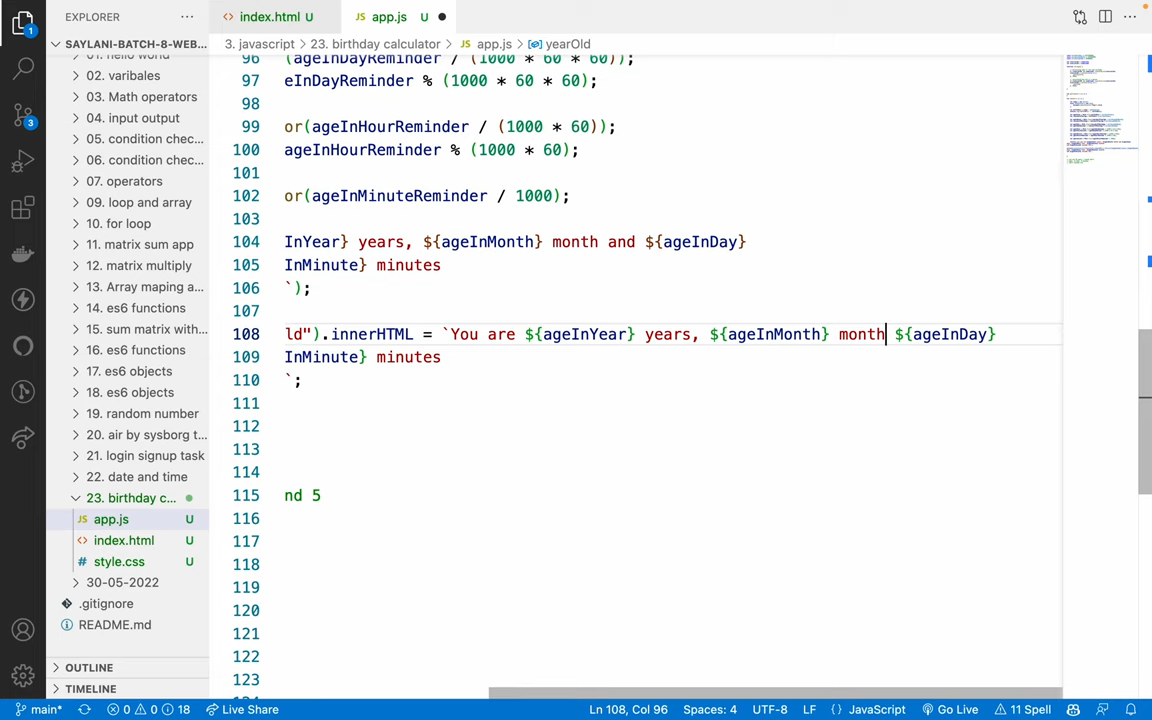 EXPLORER
index.html U
app.js U
SAYLANI-BATCH-8-WEB...
3. javascript > 23. birthday calculator > JS app.js > yearOld
02. varibales
03. Math operators
04. input output
05. condition chec...
06. condition chec...
07. operators
09. loop and array
10. for loop
11. matrix sum app
12. matrix multiply
13. Array maping a...
14. es6 functions
15. sum matrix with...
16. es6 functions
17. es6 objects
18. es6 objects
19. random number
20. air by sysborg t...
21. login signup task
22. date and time
23. birthday c...
JS app.js U
<> index.html U
# style.css U
30-05-2022
.gitignore
README.md
OUTLINE
TIMELINE
96 (ageInDayReminder / (1000 * 60 * 60));
97 eInDayReminder % (1000 * 60 * 60);
98
99 or(ageInHourReminder / (1000 * 60));
100 ageInHourReminder % (1000 * 60);
101
102 or(ageInMinuteReminder / 1000);
103
104 InYear} years, ${ageInMonth} month and ${ageInDay}
105 InMinute} minutes
106 `);
107
108 ld").innerHTML = `You are ${ageInYear} years, ${ageInMonth} month ${ageInDay}
109 InMinute} minutes
110 `;
111
112
113
114
115 nd 5
116
117
118
119
120
121
122
123
main* 0 0 18 Live Share Ln 108, Col 96 Spaces: 4 UTF-8 LF {} JavaScript Go Live 11 Spell